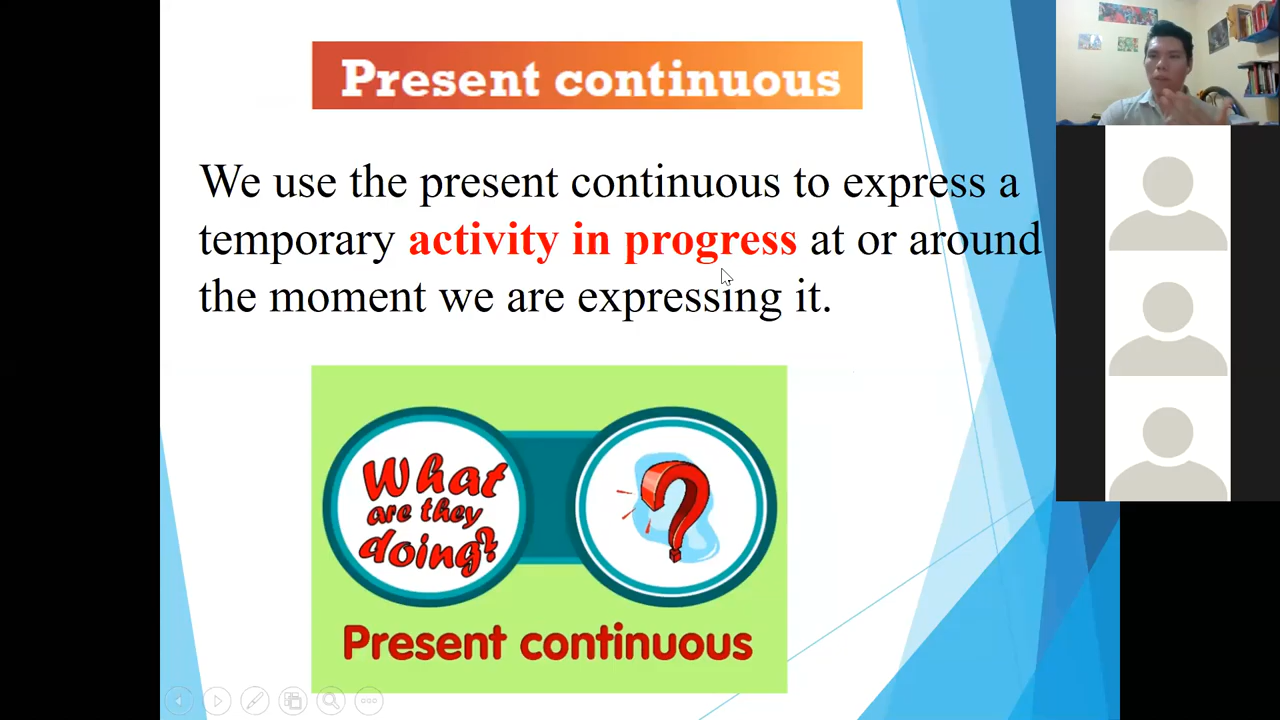 Present continuous
We use the present continuous to express a
temporary activity in progress at or around
the moment we are expressing it.
What
are they
doing?
?
Present continuous